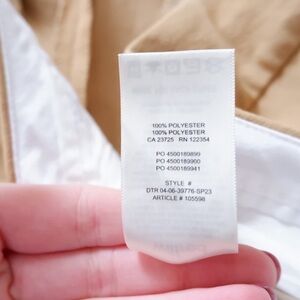 100% POLYESTER
100% POLYESTER
CA 23725 RN 122354
PO 4500189899
PO 4500189960
PO 4500189941
STYLE #
DTR 04-06-39776-SP23
ARTICLE # 105598